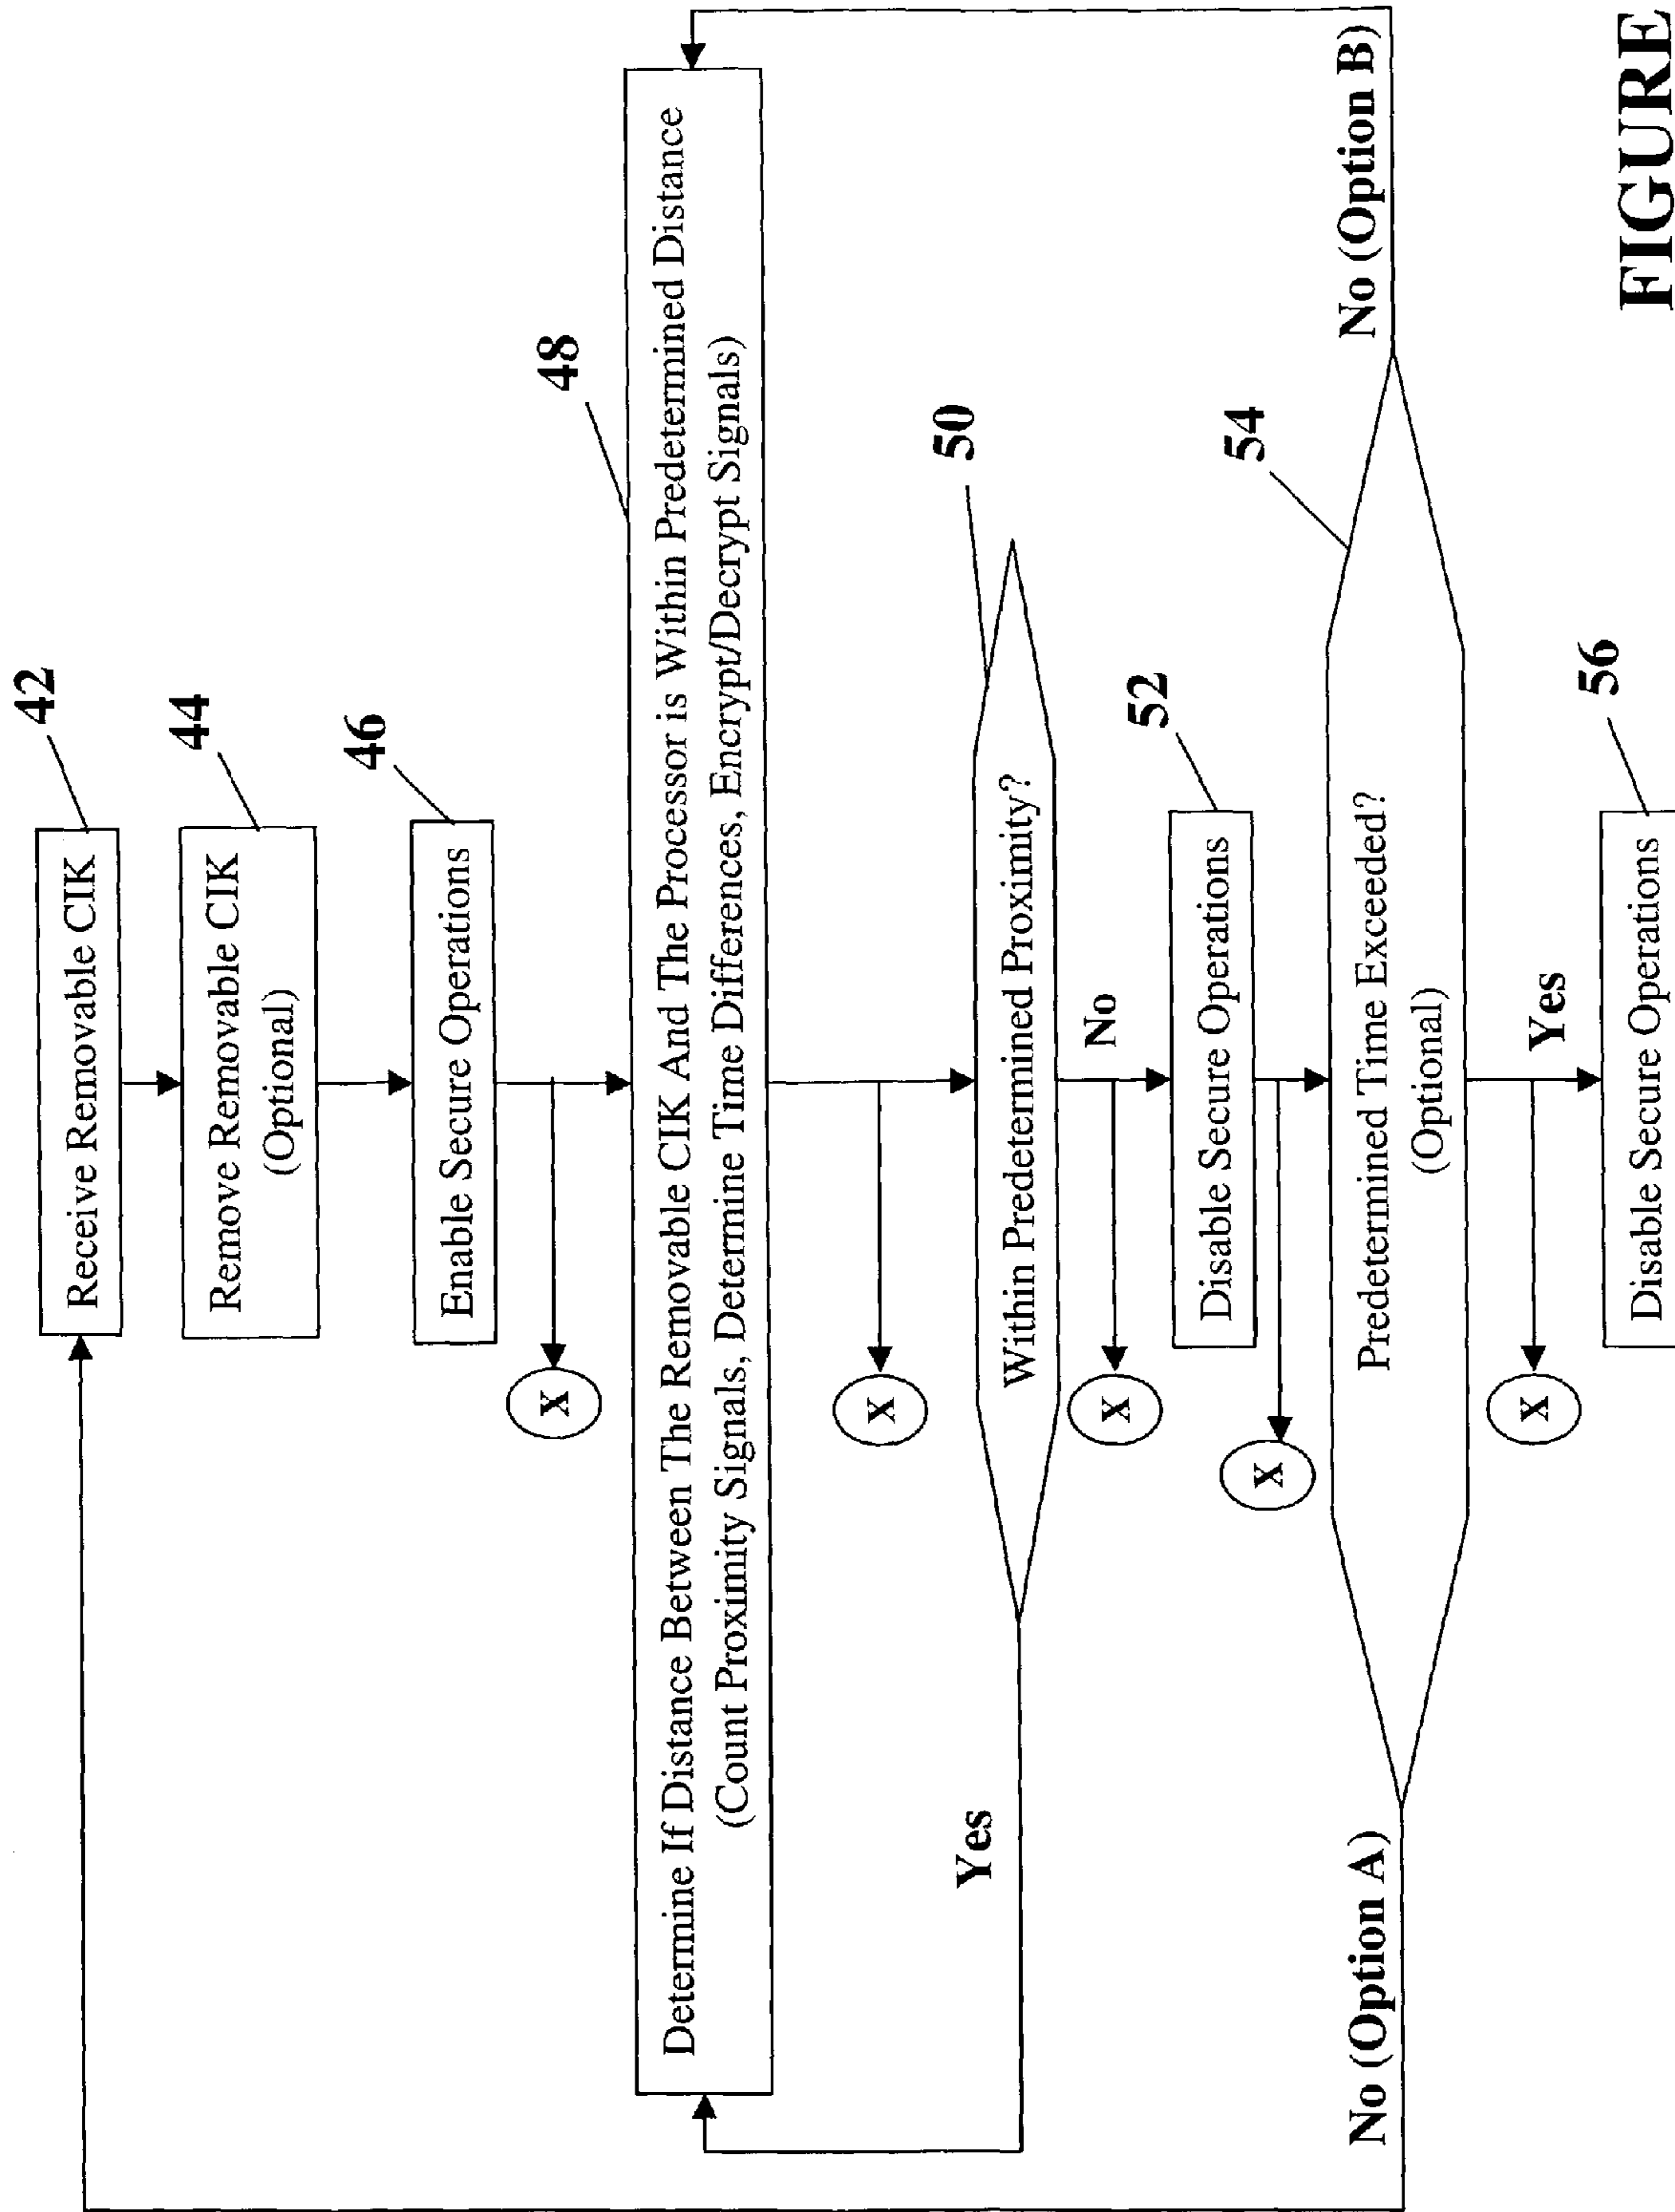 42
Receive Removable CIK
44
Remove Removable CIK
(Optional)
46
Enable Secure Operations
X
48
Determine If Distance Between The Removable CIK And The Processor is Within Predetermined Distance
(Count Proximity Signals, Determine Time Differences, Encrypt/Decrypt Signals)
X
50
Within Predetermined Proximity?
Yes
No
X
52
Disable Secure Operations
X
54
Predetermined Time Exceeded?
(Optional)
No (Option A)
No (Option B)
Yes
X
56
Disable Secure Operations
FIGURE